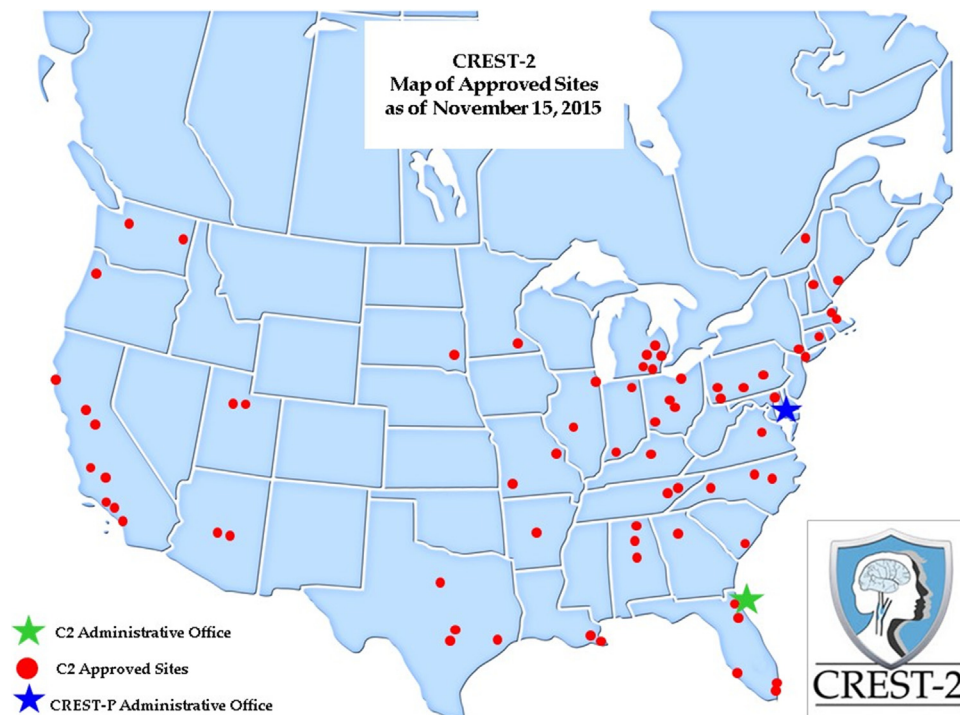 CREST-2
Map of Approved Sites
as of November 15, 2015
C2 Administrative Office
C2 Approved Sites
CREST-P Administrative Office
CREST-2